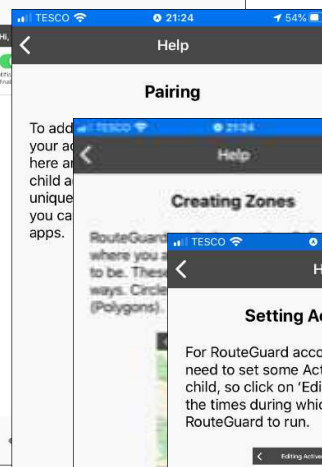 Hi,
TESCO 21:24 54%
Help
Pairing
To add
your ac
here ar
child a
unique
you ca
apps.
TESCO 21:24
Help
Creating Zones
RouteGuard
where you a
to be. These
ways. Circle
(Polygons).
TESCO
H
Setting Ac
For RouteGuard acco
need to set some Act
child, so click on 'Edi
the times during whic
RouteGuard to run.
Editing Active